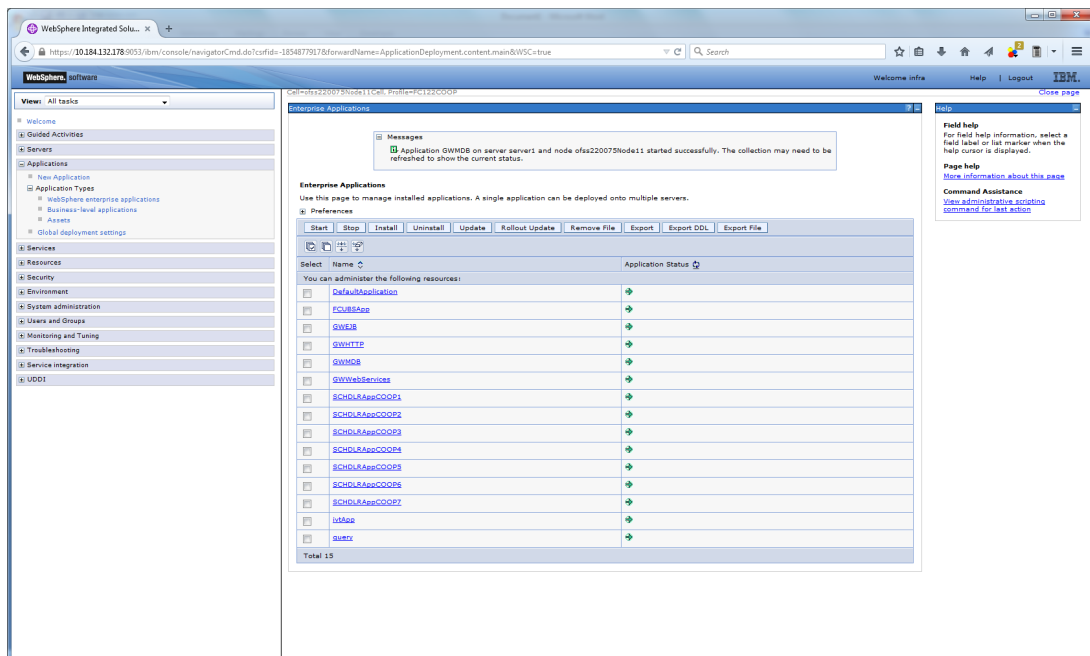 WebSphere Integrated Solu... × +
https://10.184.132.178:9053/ibm/console/navigatorCmd.do?csrfid=-1854877917&forwardName=ApplicationDeployment.content.main&WSC=true
Search
2
WebSphere. software
Welcome infra Help | Logout IBM.
View: All tasks
Welcome
Guided Activities
Servers
Applications
New Application
Application Types
WebSphere enterprise applications
Business-level applications
Assets
Global deployment settings
Services
Resources
Security
Environment
System administration
Users and Groups
Monitoring and Tuning
Troubleshooting
Service integration
UDDI
Cell=ofss220075Node11Cell, Profile=FC122COOP
Close page
Enterprise Applications
Messages
Application GWMDB on server server1 and node ofss220075Node11 started successfully. The collection may need to be
refreshed to show the current status.
Enterprise Applications
Use this page to manage installed applications. A single application can be deployed onto multiple servers.
Preferences
Start Stop Install Uninstall Update Rollout Update Remove File Export Export DDL Export File
Select Name Application Status
You can administer the following resources:
DefaultApplication
FCUBSApp
GWEJB
GWHTTP
GWMDB
GWWebServices
SCHDLRAppCOOP1
SCHDLRAppCOOP2
SCHDLRAppCOOP3
SCHDLRAppCOOP4
SCHDLRAppCOOP5
SCHDLRAppCOOP6
SCHDLRAppCOOP7
ivtApp
query
Total 15
Help
Field help
For field help information, select a
field label or list marker when the
help cursor is displayed.
Page help
More information about this page
Command Assistance
View administrative scripting
command for last action